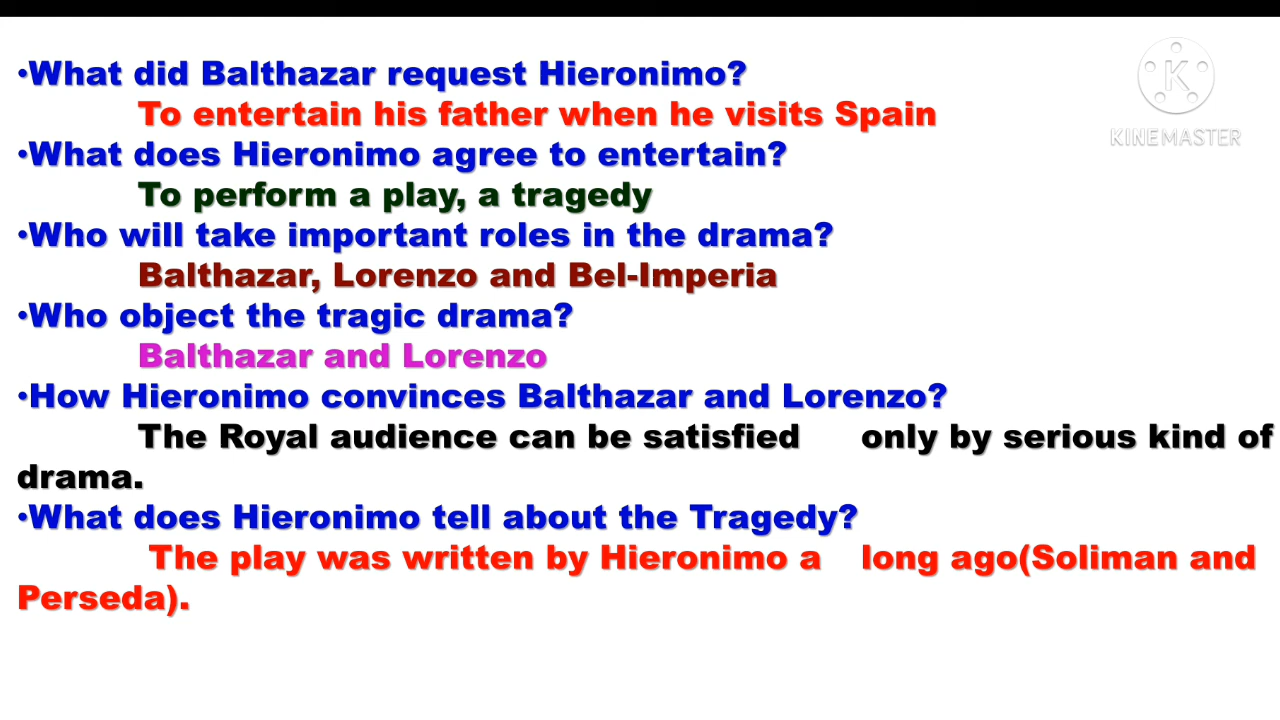 •What did Balthazar request Hieronimo?
To entertain his father when he visits Spain
•What does Hieronimo agree to entertain?
To perform a play, a tragedy
•Who will take important roles in the drama?
Balthazar, Lorenzo and Bel-Imperia
•Who object the tragic drama?
Balthazar and Lorenzo
•How Hieronimo convinces Balthazar and Lorenzo?
The Royal audience can be satisfied only by serious kind of
drama.
•What does Hieronimo tell about the Tragedy?
The play was written by Hieronimo a long ago(Soliman and
Perseda).
K
KINEMASTER